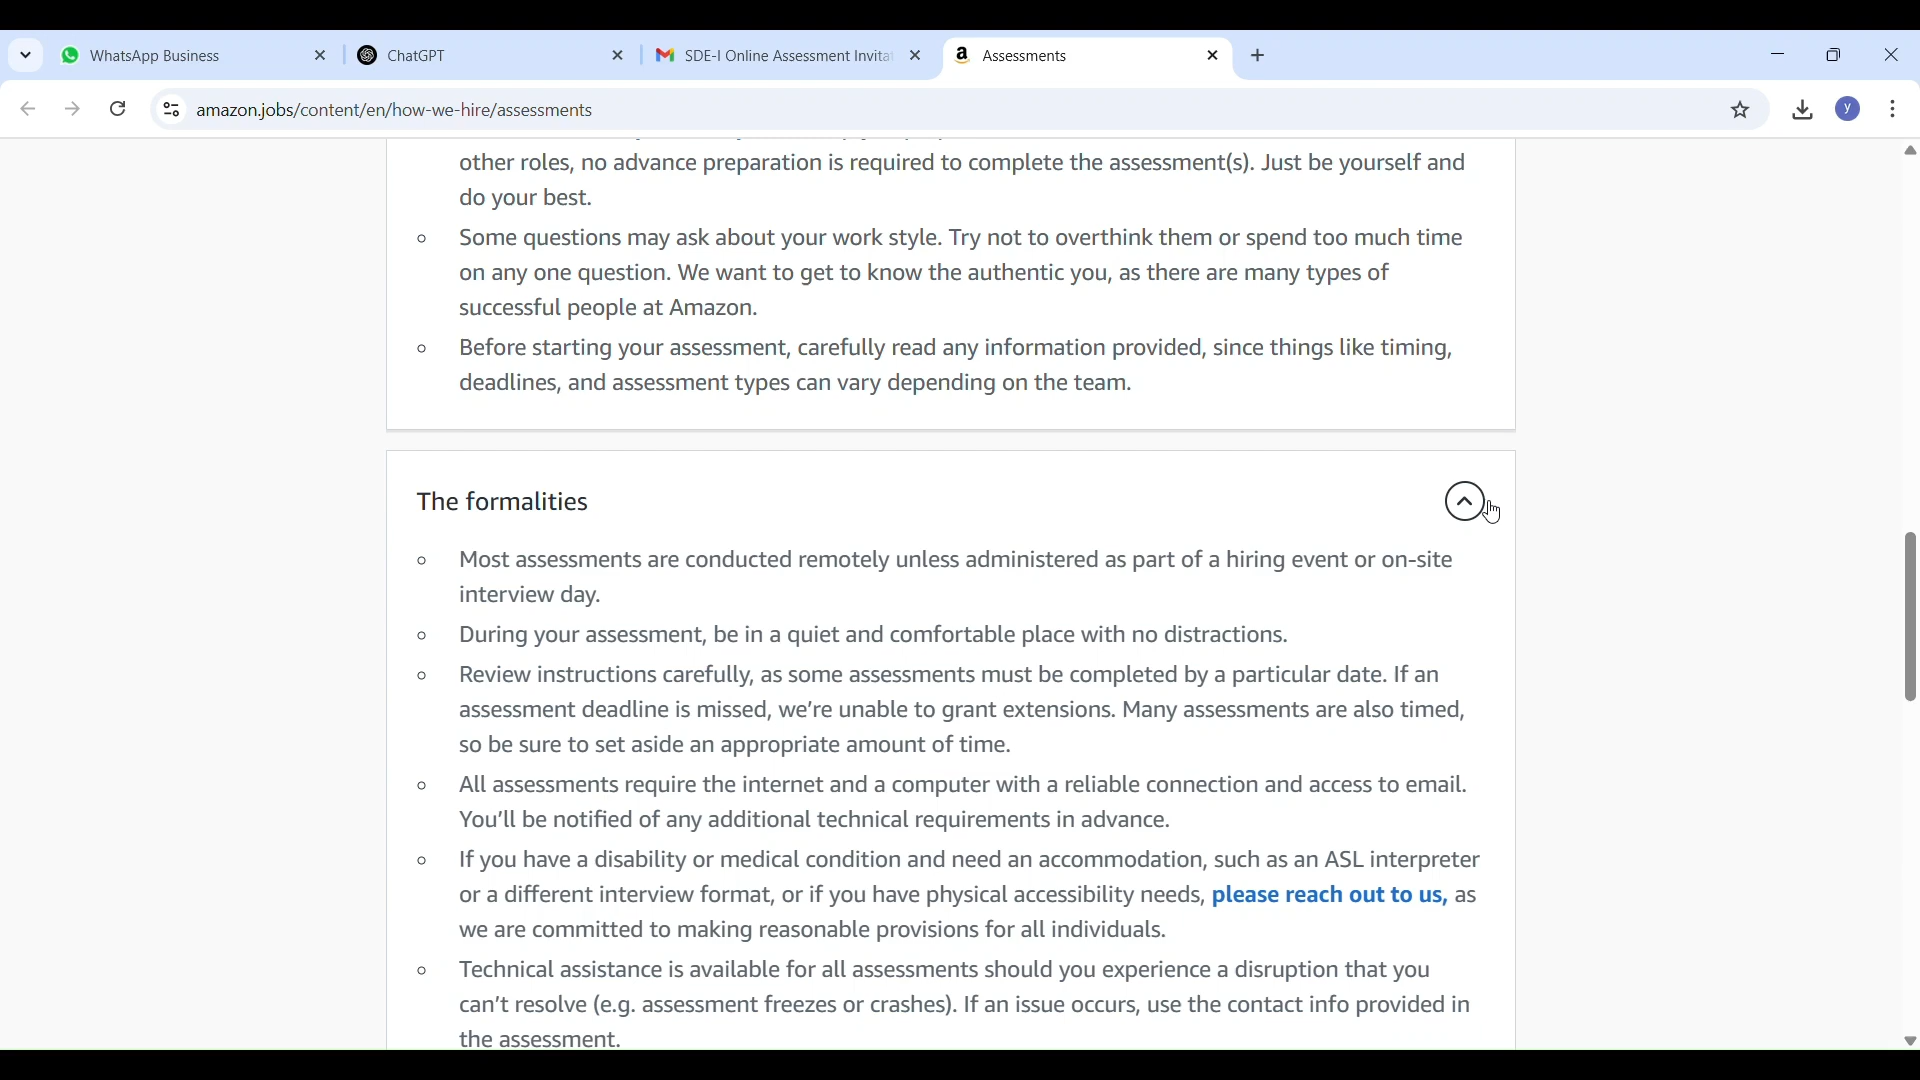 WhatsApp Business
ChatGPT
SDE-I Online Assessment Invita
a Assessments
amazon.jobs/content/en/how-we-hire/assessments
y
other roles, no advance preparation is required to complete the assessment(s). Just be yourself and
do your best.
Some questions may ask about your work style. Try not to overthink them or spend too much time
on any one question. We want to get to know the authentic you, as there are many types of
successful people at Amazon.
Before starting your assessment, carefully read any information provided, since things like timing,
deadlines, and assessment types can vary depending on the team.
The formalities
Most assessments are conducted remotely unless administered as part of a hiring event or on-site
interview day.
During your assessment, be in a quiet and comfortable place with no distractions.
Review instructions carefully, as some assessments must be completed by a particular date. If an
assessment deadline is missed, we’re unable to grant extensions. Many assessments are also timed,
so be sure to set aside an appropriate amount of time.
All assessments require the internet and a computer with a reliable connection and access to email.
You’ll be notified of any additional technical requirements in advance.
If you have a disability or medical condition and need an accommodation, such as an ASL interpreter
or a different interview format, or if you have physical accessibility needs, please reach out to us, as
we are committed to making reasonable provisions for all individuals.
Technical assistance is available for all assessments should you experience a disruption that you
can’t resolve (e.g. assessment freezes or crashes). If an issue occurs, use the contact info provided in
the assessment.